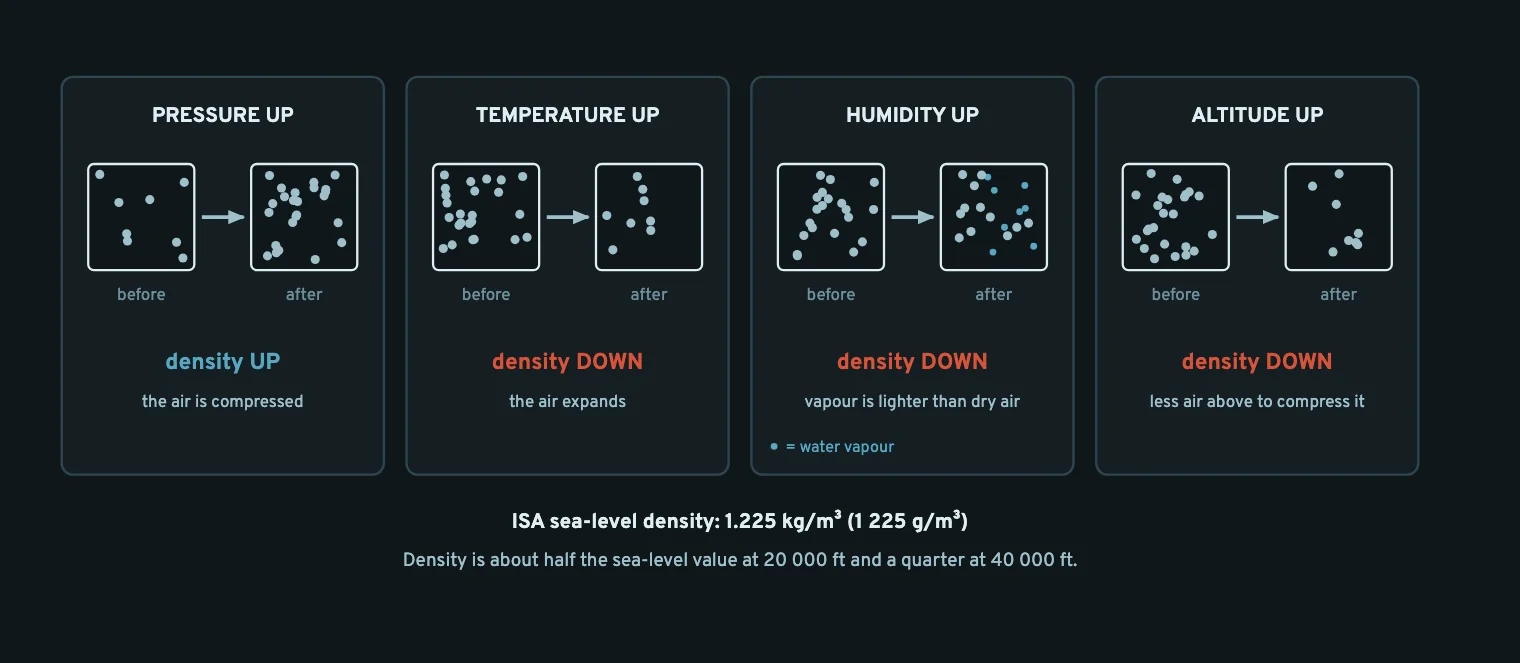 PRESSURE UP
before
after
density UP
the air is compressed
TEMPERATURE UP
before
after
density DOWN
the air expands
HUMIDITY UP
before
after
density DOWN
vapour is lighter than dry air
= water vapour
ALTITUDE UP
before
after
density DOWN
less air above to compress it
ISA sea-level density: 1.225 kg/m³ (1 225 g/m³)
Density is about half the sea-level value at 20 000 ft and a quarter at 40 000 ft.